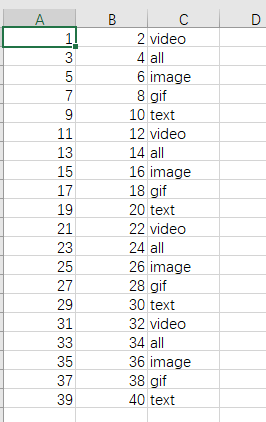 A B C D
1 2 video
3 4 all
5 6 image
7 8 gif
9 10 text
11 12 video
13 14 all
15 16 image
17 18 gif
19 20 text
21 22 video
23 24 all
25 26 image
27 28 gif
29 30 text
31 32 video
33 34 all
35 36 image
37 38 gif
39 40 text